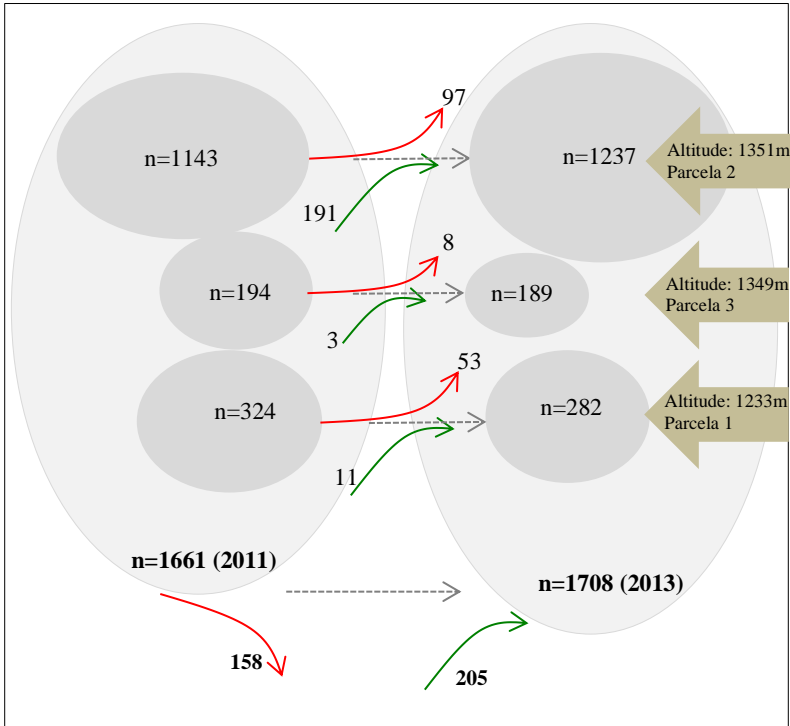 97
n=1143
n=1237
Altitude: 1351m
Parcela 2
191
8
n=194
n=189
Altitude: 1349m
Parcela 3
3
53
n=324
n=282
Altitude: 1233m
Parcela 1
11
n=1661 (2011)
n=1708 (2013)
158
205